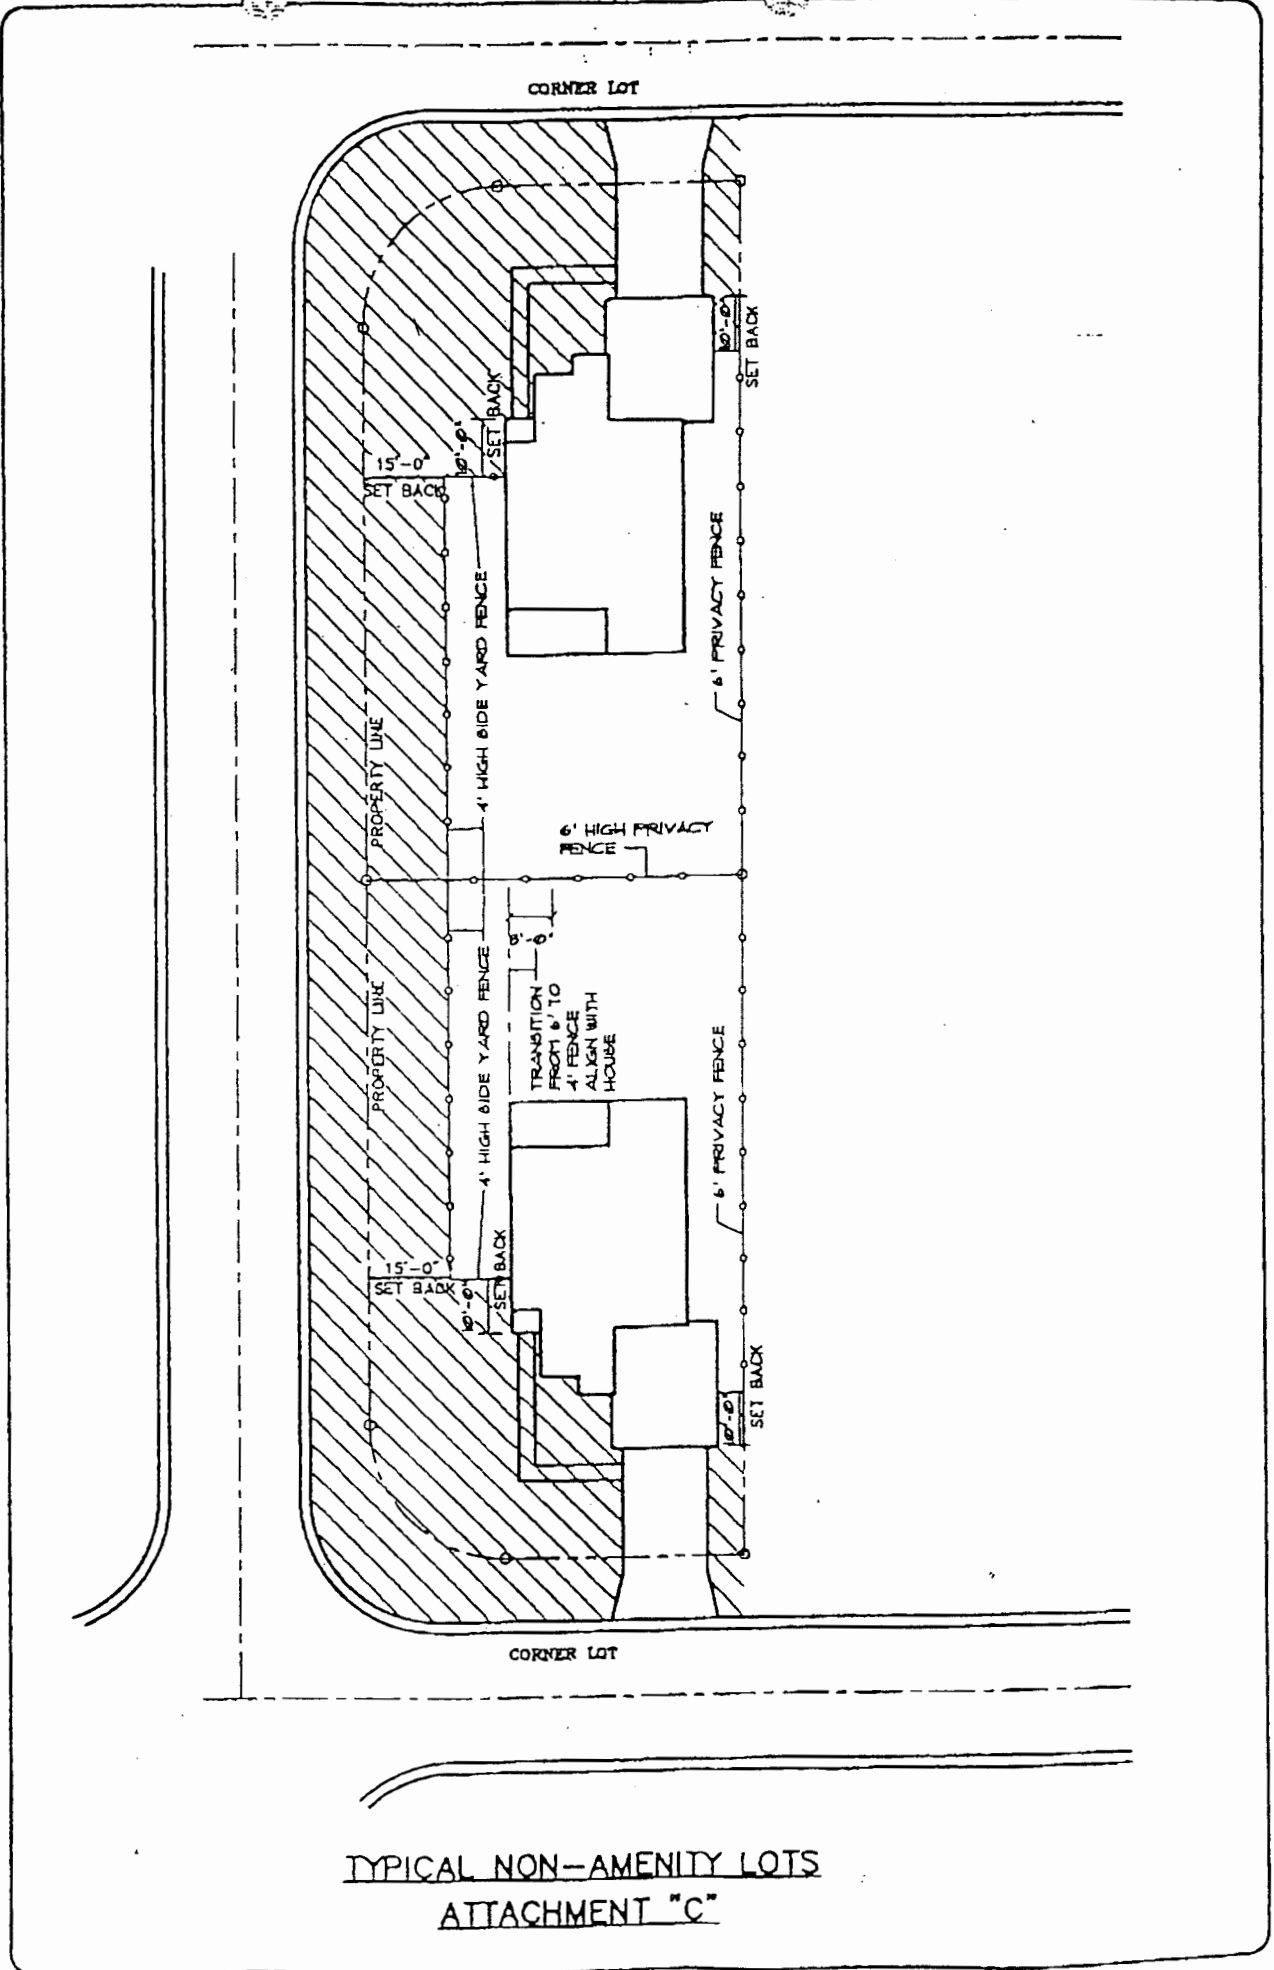 CORNER LOT
10'-0"
SET BACK
SET BACK
10'-0"
15'-0"
SET BACK
4' HIGH SIDE YARD FENCE
6' PRIVACY FENCE
PROPERTY LINE
6' HIGH PRIVACY
FENCE
8'-0"
TRANSITION
FROM 6' TO
4' FENCE
ALIGN WITH
HOUSE
PROPERTY LINE
4' HIGH SIDE YARD FENCE
6' PRIVACY FENCE
15'-0"
SET BACK
10'-0"
SET BACK
10'-0"
SET BACK
CORNER LOT
TYPICAL NON-AMENITY LOTS
ATTACHMENT "C"